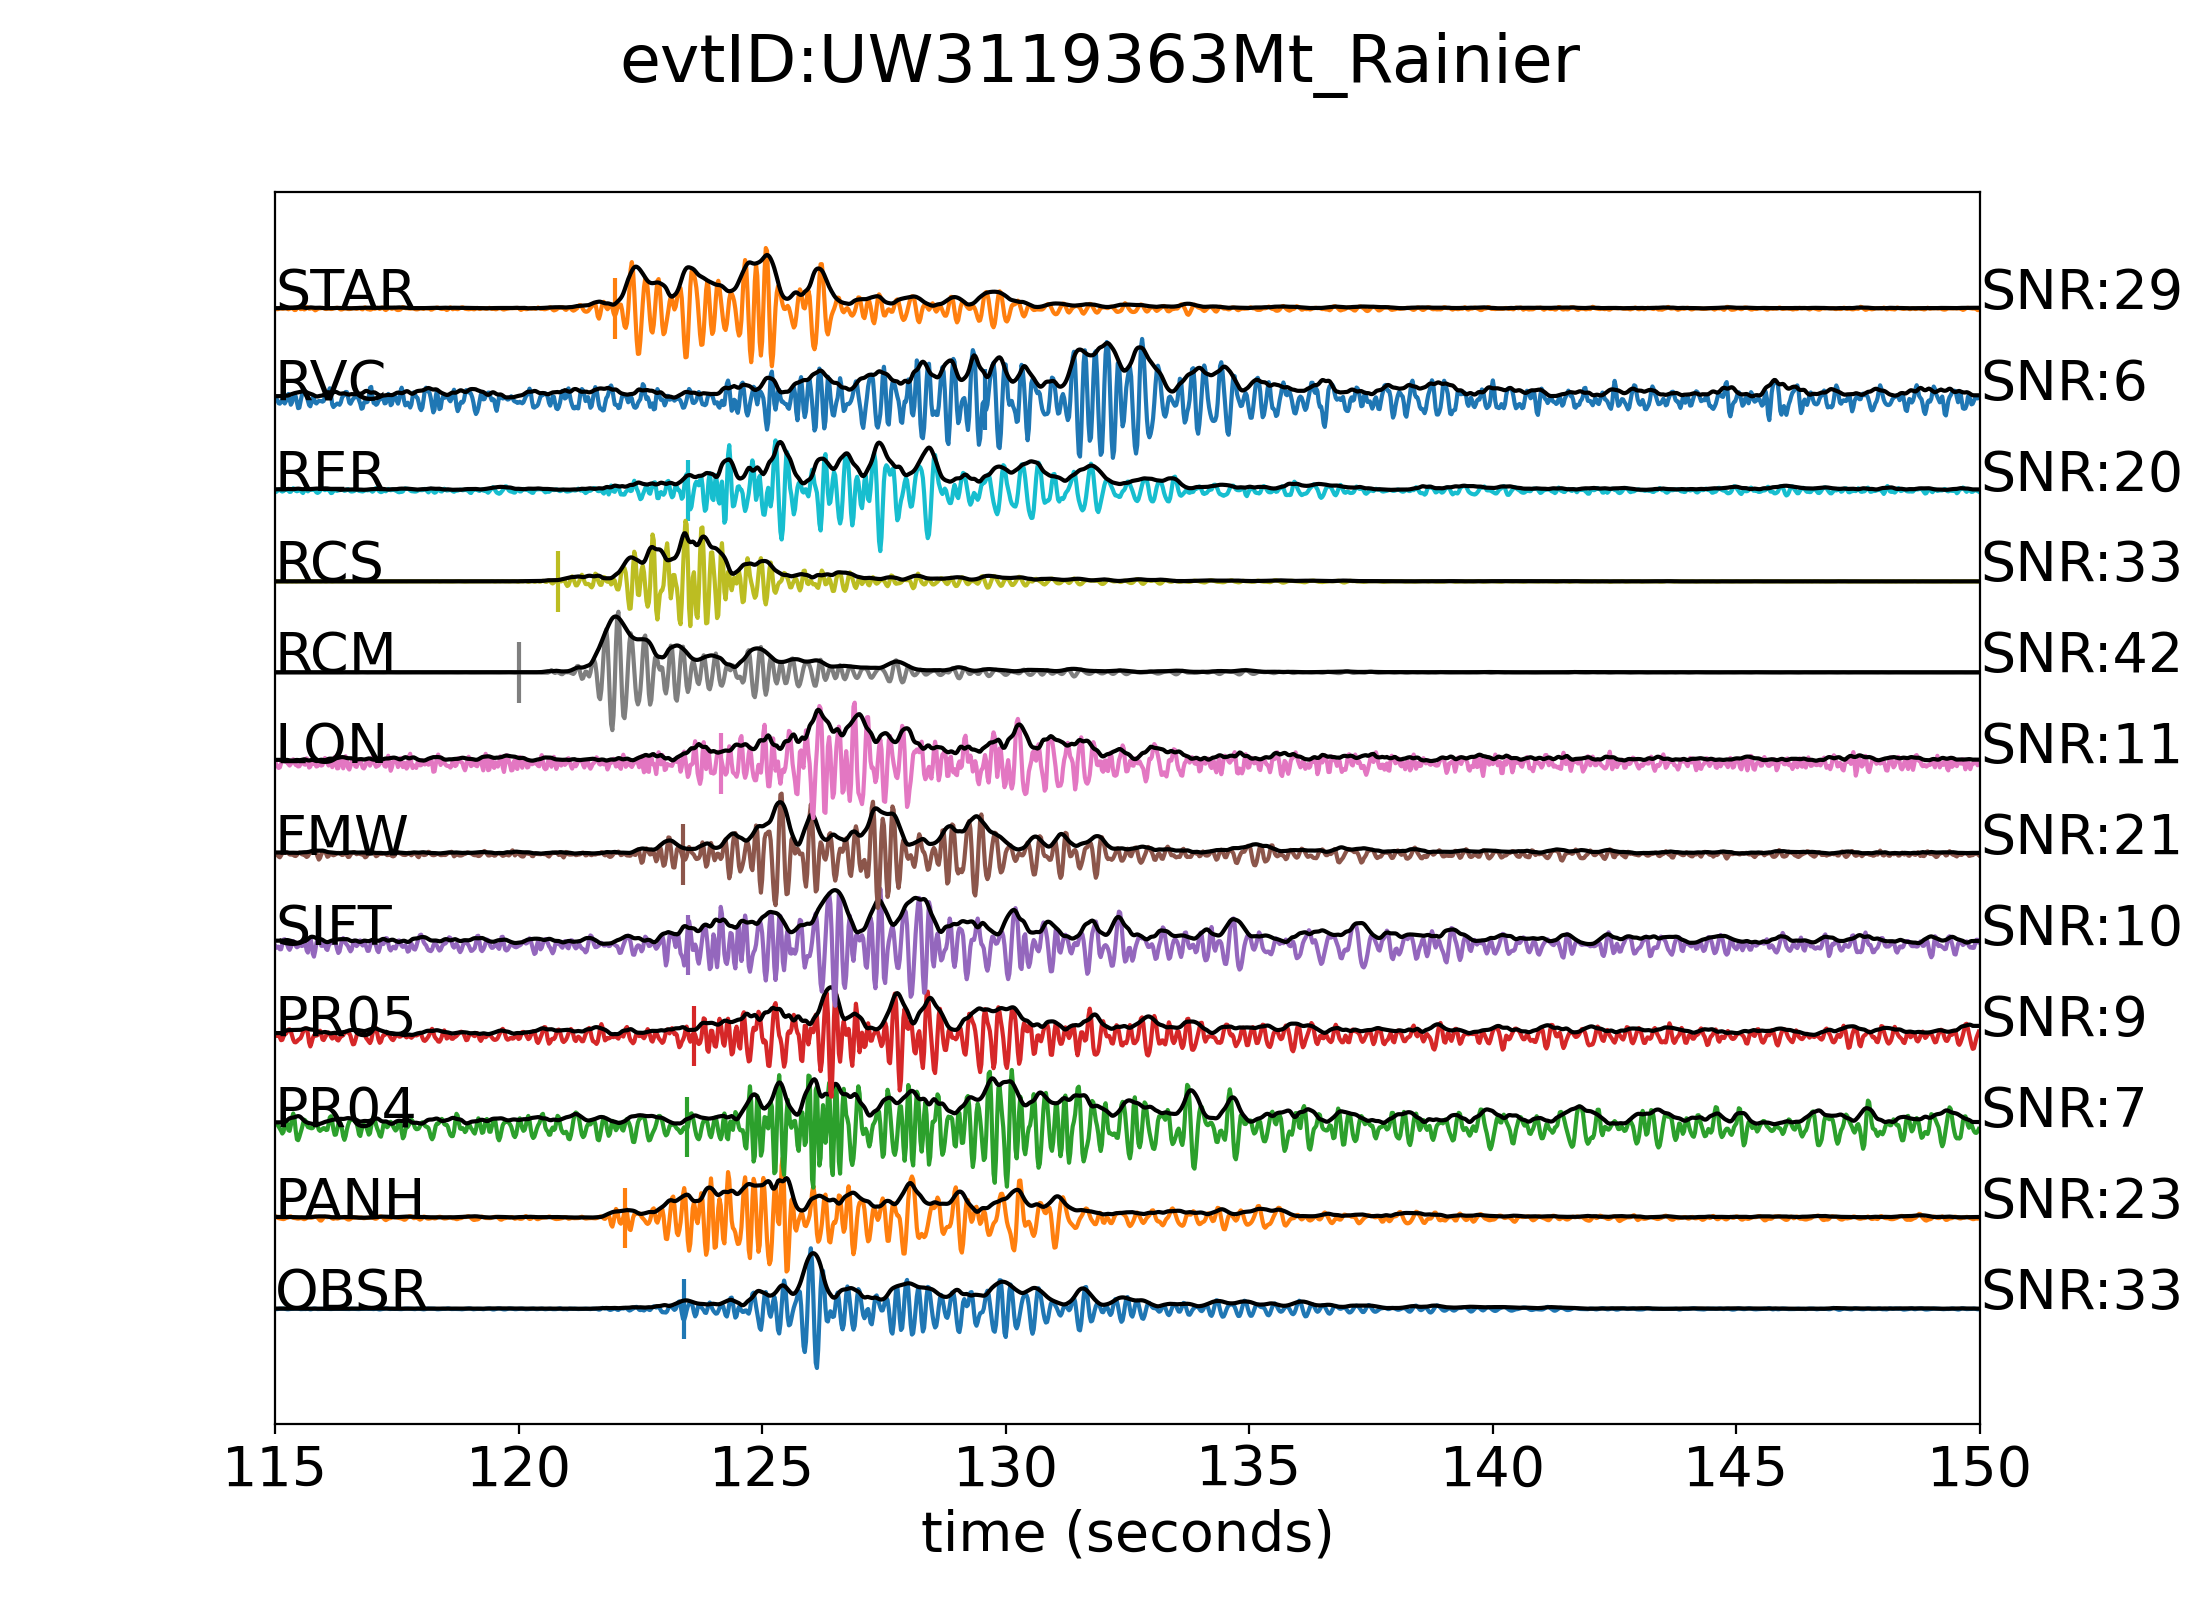 evtID:UW3119363Mt_Rainier
STAR SNR:29
RVC SNR:6
RER SNR:20
RCS SNR:33
RCM SNR:42
LON SNR:11
FMW SNR:21
SIFT SNR:10
PR05 SNR:9
PR04 SNR:7
PANH SNR:23
OBSR SNR:33
115 120 125 130 135 140 145 150
time (seconds)